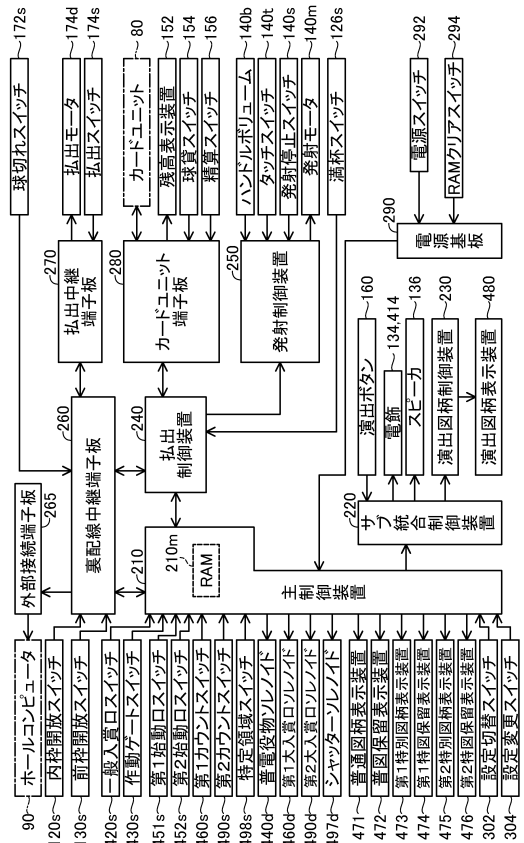 172s
球切れスイッチ
174d
払出モータ
174s
払出スイッチ
80
カードユニット
152
残高表示装置
154
球貸スイッチ
156
精算スイッチ
140b
ハンドルボリューム
140t
タッチスイッチ
140s
発射停止スイッチ
140m
発射モータ
126s
満杯スイッチ
292
電源スイッチ
294
RAMクリアスイッチ
290
電源基板
270
払出中継
端子板
280
カードユニット
端子板
250
発射制御装置
160
演出ボタン
134,414
電飾
136
スピーカ
230
演出図柄制御装置
480
演出図柄表示装置
260
裏配線中継端子板
240
払出
制御装置
220
サブ統合制御装置
265
外部接続端子板
210
210m
RAM
主制御装置
90
ホールコンピュータ
120s
内枠開放スイッチ
130s
前枠開放スイッチ
420s
一般入賞口スイッチ
430s
作動ゲートスイッチ
451s
第1始動口スイッチ
452s
第2始動口スイッチ
460s
第1カウントスイッチ
490s
第2カウントスイッチ
498s
特定領域スイッチ
440d
普電役物ソレノイド
460d
第1大入賞口ソレノイド
490d
第2大入賞口ソレノイド
497d
シャッターソレノイド
471
普通図柄表示装置
472
普図保留表示装置
473
第1特別図柄表示装置
474
第1特図保留表示装置
475
第2特別図柄表示装置
476
第2特図保留表示装置
302
設定切替スイッチ
304
設定変更スイッチ